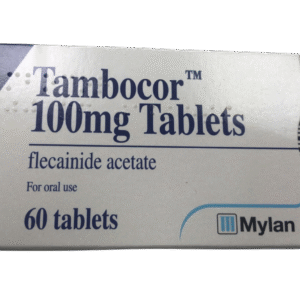 Tambocor™
100mg Tablets
flecainide acetate
For oral use
60 tablets
Mylan